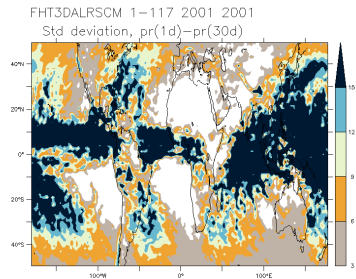 FHT3DALRSCM 1-117 2001 2001
Std deviation, pr(1d)-pr(30d)
40°N
20°N
0°
20°S
40°S
100°W
0°
100°E
15
12
9
6
3